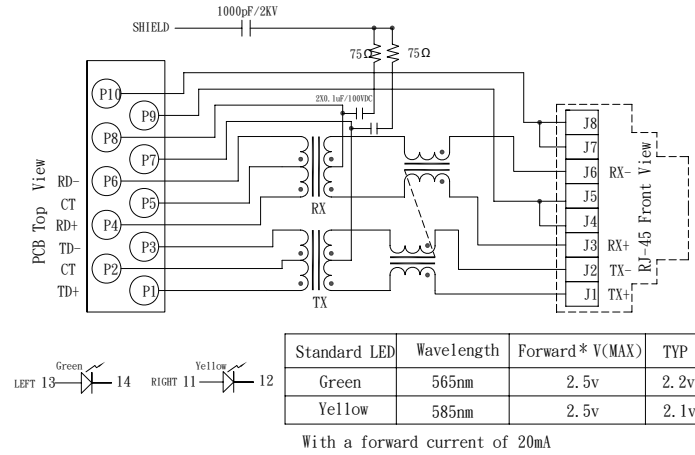 1000pF/2KV
SHIELD
75Ω 75Ω
2X0.1uF/100VDC
P10
P9
P8
P7
RD- P6
CT P5
RD+ P4
TD- P3
CT P2
TD+ P1
PCB Top View
RX
TX
J8
J7
J6 RX-
J5
J4
J3 RX+
J2 TX-
J1 TX+
RJ-45 Front View
Green
LEFT 13 14
Yellow
RIGHT 11 12
Standard LED Wavelength Forward* V(MAX) TYP
Green 565nm 2.5v 2.2v
Yellow 585nm 2.5v 2.1v
With a forward current of 20mA